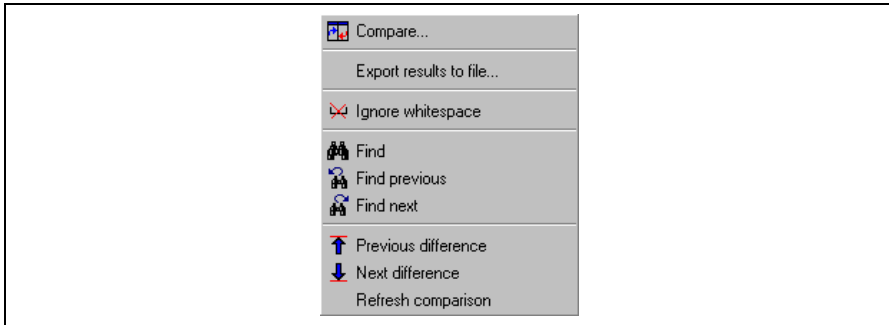 Compare...
Export results to file...
Ignore whitespace
Find
Find previous
Find next
Previous difference
Next difference
Refresh comparison